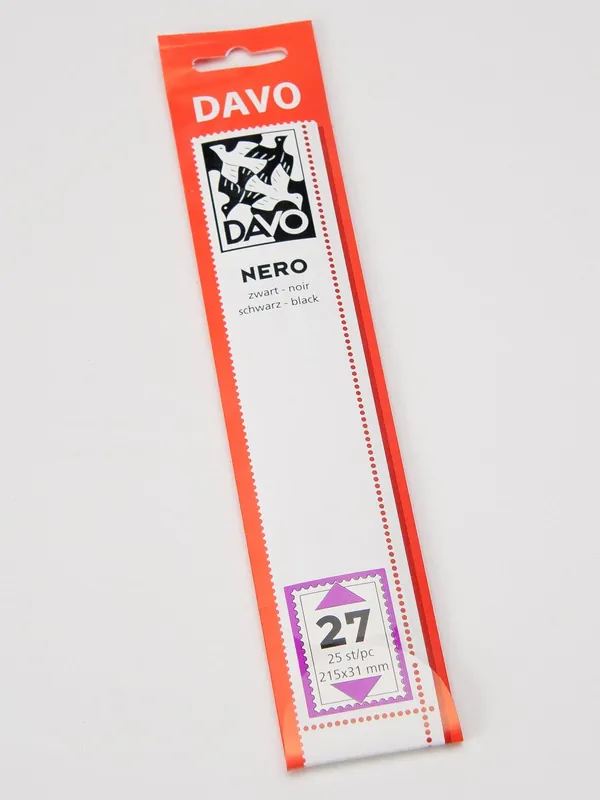 DAVO
DAVO
NERO
zwart - noir
schwarz - black
27
25 st/pc
215x31 mm